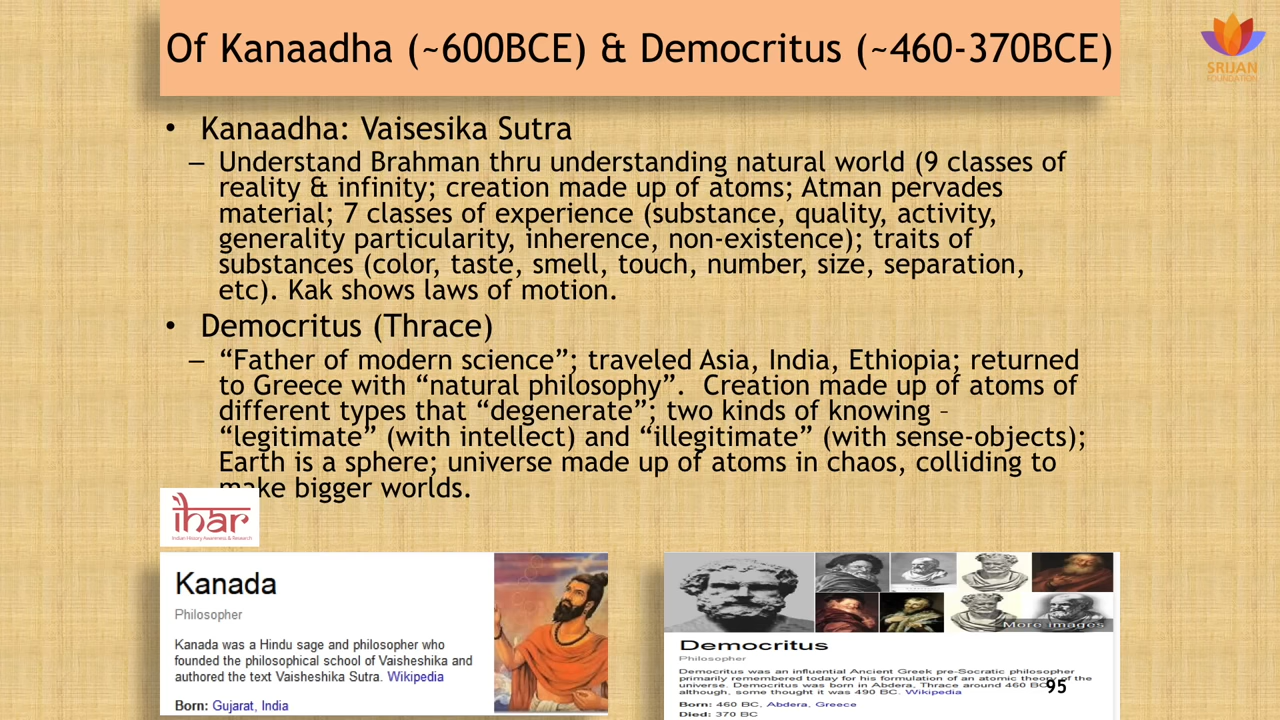 Of Kanaadha (~600BCE) & Democritus (~460-370BCE)
SRIJAN
FOUNDATION
• Kanaadha: Vaisesika Sutra
– Understand Brahman thru understanding natural world (9 classes of
reality & infinity; creation made up of atoms; Atman pervades
material; 7 classes of experience (substance, quality, activity,
generality particularity, inherence, non-existence); traits of
substances (color, taste, smell, touch, number, size, separation,
etc). Kak shows laws of motion.
• Democritus (Thrace)
– “Father of modern science”; traveled Asia, India, Ethiopia; returned
to Greece with “natural philosophy”. Creation made up of atoms of
different types that “degenerate”; two kinds of knowing –
“legitimate” (with intellect) and “illegitimate” (with sense-objects);
Earth is a sphere; universe made up of atoms in chaos, colliding to
make bigger worlds.
ihar
Indian History Awareness & Research
Kanada
Philosopher
Kanada was a Hindu sage and philosopher who
founded the philosophical school of Vaisheshika and
authored the text Vaisheshika Sutra. Wikipedia
Born: Gujarat, India
More images
Democritus
Philosopher
Democritus was an influential Ancient Greek pre-Socratic philosopher
primarily remembered today for his formulation of an atomic theory of the
universe. Democritus was born in Abdera, Thrace around 460 BC
although, some thought it was 490 BC. Wikipedia
Born: 460 BC, Abdera, Greece
Died: 370 BC
95